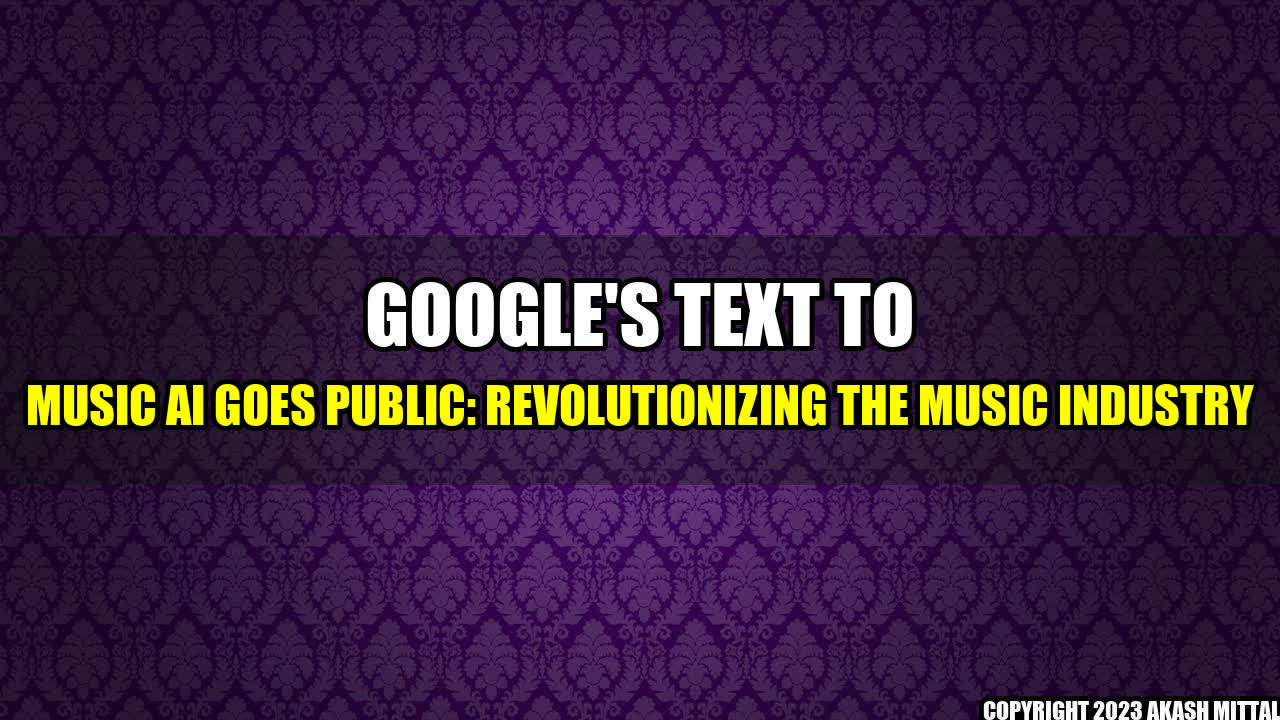 GOOGLE'S TEXT TO
MUSIC AI GOES PUBLIC: REVOLUTIONIZING THE MUSIC INDUSTRY
COPYRIGHT 2023 AKASH MITTAL